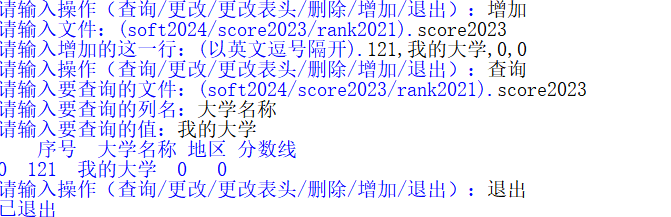 请输入操作（查询/更改/更改表头/删除/增加/退出）：增加
请输入文件：(soft2024/score2023/rank2021).score2023
请输入增加的这一行：(以英文逗号隔开).121,我的大学,0,0
请输入操作（查询/更改/更改表头/删除/增加/退出）：查询
请输入要查询的文件：(soft2024/score2023/rank2021).score2023
请输入要查询的列名：大学名称
请输入要查询的值：我的大学
序号 大学名称 地区 分数线
0 121 我的大学 0 0
请输入操作（查询/更改/更改表头/删除/增加/退出）：退出
已退出